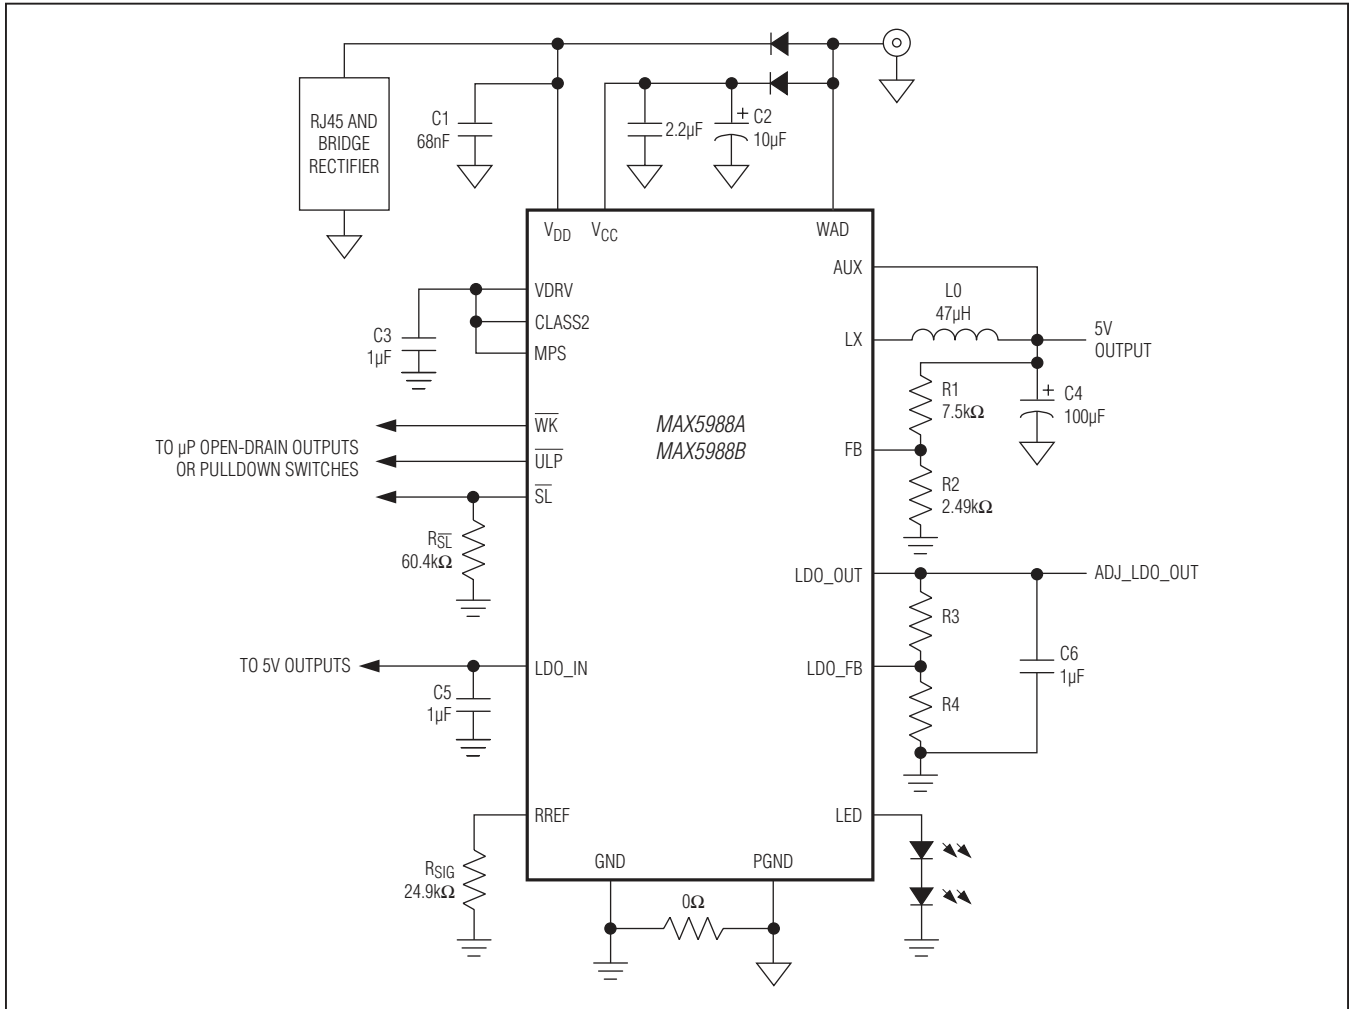 RJ45 AND
BRIDGE
RECTIFIER
C1
68nF
2.2µF
+ C2
10µF
VDD
VCC
WAD
AUX
VDRV
CLASS2
MPS
C3
1µF
L0
47µH
LX
5V
OUTPUT
R1
7.5kΩ
+ C4
100µF
WK
ULP
SL
TO µP OPEN-DRAIN OUTPUTS
OR PULLDOWN SWITCHES
MAX5988A
MAX5988B
FB
R2
2.49kΩ
RSL
60.4kΩ
LDO_OUT
ADJ_LDO_OUT
R3
TO 5V OUTPUTS
LDO_IN
LDO_FB
C6
1µF
C5
1µF
R4
RREF
LED
RSIG
24.9kΩ
GND
PGND
0Ω